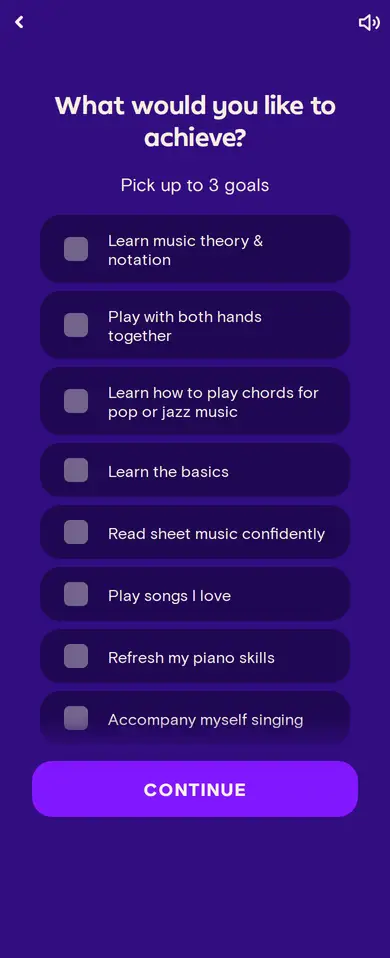 What would you like to
achieve?
Pick up to 3 goals
Learn music theory &
notation
Play with both hands
together
Learn how to play chords for
pop or jazz music
Learn the basics
Read sheet music confidently
Play songs I love
Refresh my piano skills
Accompany myself singing
CONTINUE